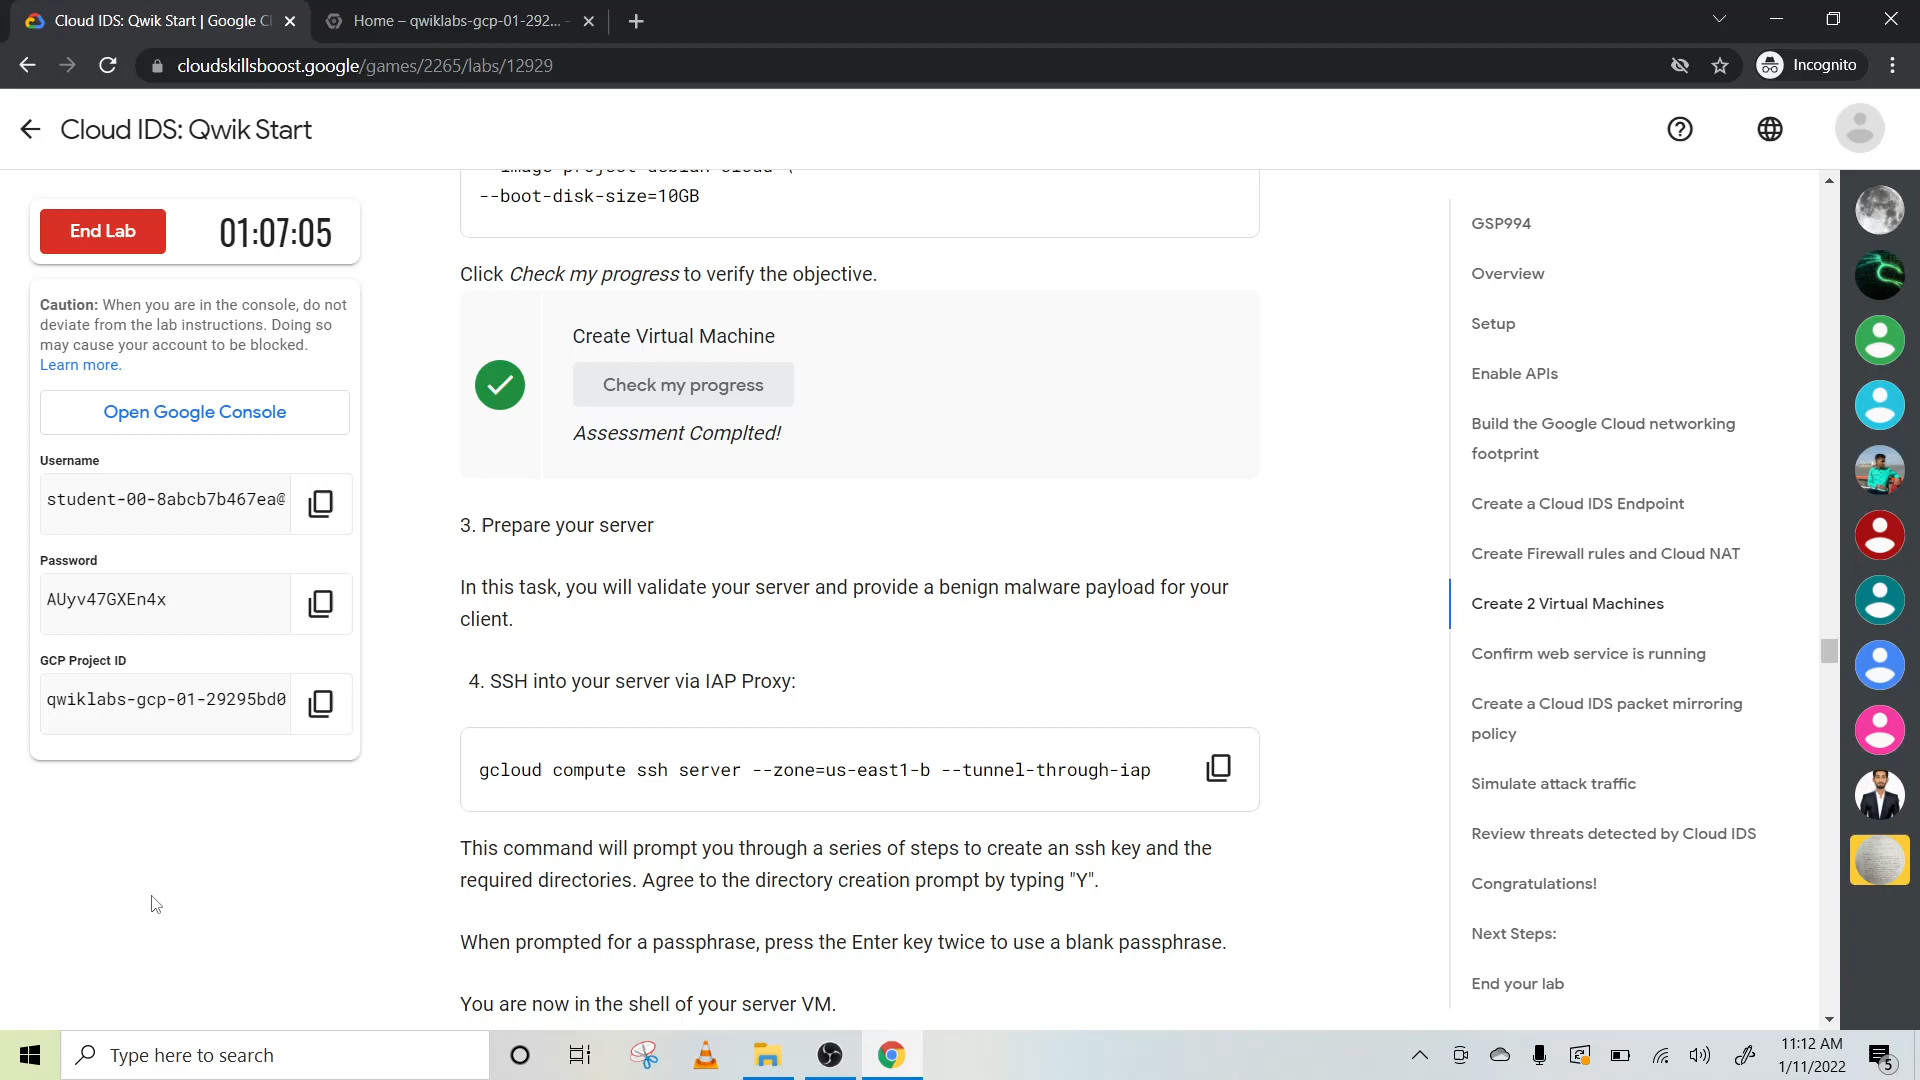 Cloud IDS: Qwik Start | Google Cl
Home – qwiklabs-gcp-01-292...
cloudskillsboost.google/games/2265/labs/12929
Incognito
Cloud IDS: Qwik Start
End Lab
01:07:05
Caution: When you are in the console, do not
deviate from the lab instructions. Doing so
may cause your account to be blocked.
Learn more.
Open Google Console
Username
student-00-8abcb7b467ea@
Password
AUyv47GXEn4x
GCP Project ID
qwiklabs-gcp-01-29295bd0
--boot-disk-size=10GB
Click Check my progress to verify the objective.
Create Virtual Machine
Check my progress
Assessment Complted!
3. Prepare your server
In this task, you will validate your server and provide a benign malware payload for your
client.
4. SSH into your server via IAP Proxy:
gcloud compute ssh server --zone=us-east1-b --tunnel-through-iap
This command will prompt you through a series of steps to create an ssh key and the
required directories. Agree to the directory creation prompt by typing "Y".
When prompted for a passphrase, press the Enter key twice to use a blank passphrase.
You are now in the shell of your server VM.
GSP994
Overview
Setup
Enable APIs
Build the Google Cloud networking
footprint
Create a Cloud IDS Endpoint
Create Firewall rules and Cloud NAT
Create 2 Virtual Machines
Confirm web service is running
Create a Cloud IDS packet mirroring
policy
Simulate attack traffic
Review threats detected by Cloud IDS
Congratulations!
Next Steps:
End your lab
Type here to search
11:12 AM
1/11/2022
5